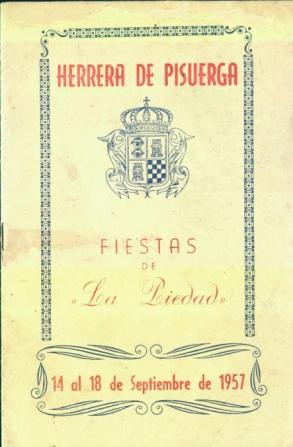 HERRERA DE PISUERGA
FIESTAS
DE
«La Piedad»
14 al 18 de Septiembre de 1957